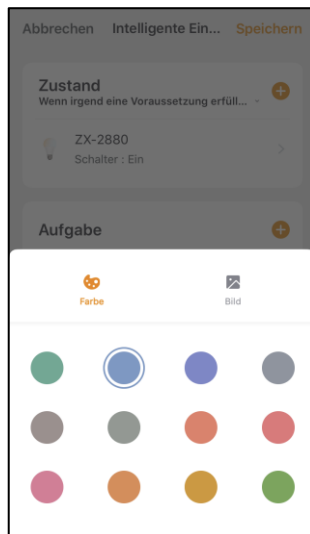 Abbrechen Intelligente Ein... Speichern
Zustand
Wenn irgend eine Voraussetzung erfüll...
ZX-2880
Schalter : Ein
Aufgabe
Farbe Bild